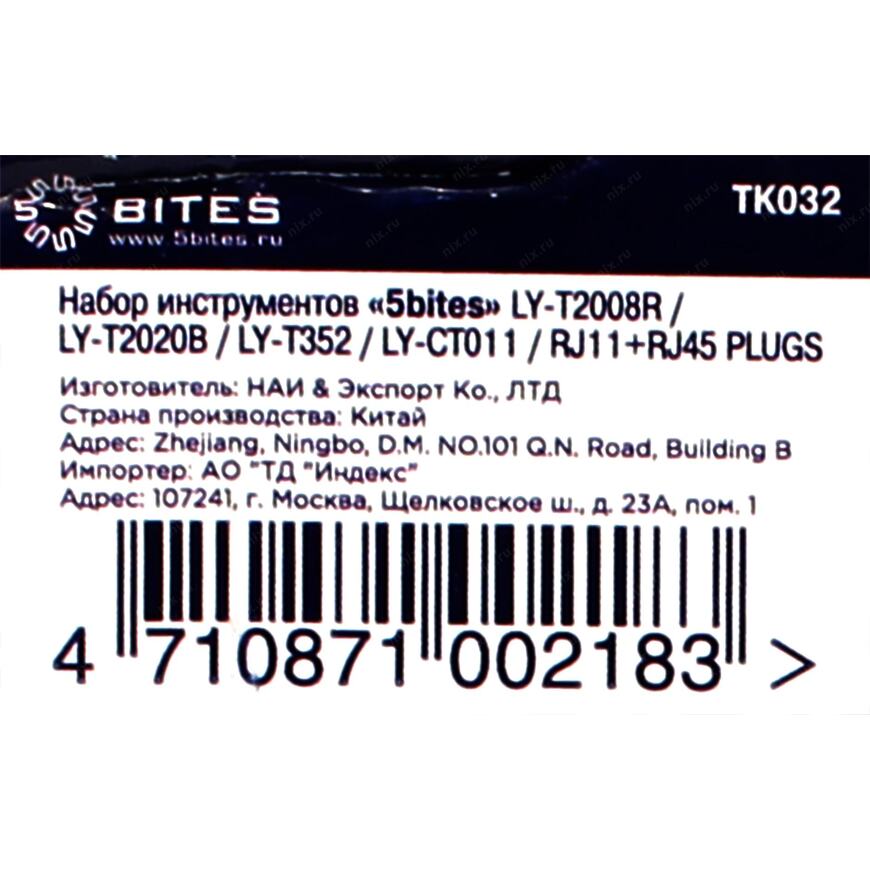 5 BITES
www.5bites.ru
TK032
Набор инструментов «5bites» LY-T2008R /
LY-T2020B / LY-T352 / LY-CT011 / RJ11+RJ45 PLUGS
Изготовитель: НАИ & Экспорт Ко., ЛТД
Страна производства: Китай
Адрес: Zhejiang, Ningbo, D.M. NO.101 Q.N. Road, Building B
Импортер: АО "ТД "Индекс"
Адрес: 107241, г. Москва, Щелковское ш., д. 23А, пом. 1
4 710871 002183 >